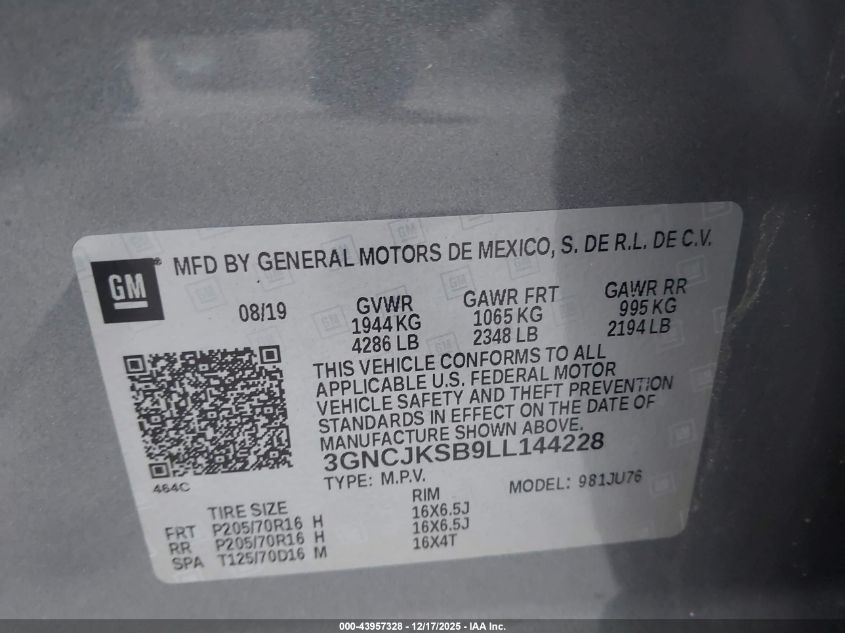 GM ® MFD BY GENERAL MOTORS DE MEXICO, S. DE R.L. DE C.V.
08/19 GVWR GAWR FRT GAWR RR
1944 KG 1065 KG 995 KG
4286 LB 2348 LB 2194 LB
THIS VEHICLE CONFORMS TO ALL
APPLICABLE U.S. FEDERAL MOTOR
VEHICLE SAFETY AND THEFT PREVENTION
STANDARDS IN EFFECT ON THE DATE OF
MANUFACTURE SHOWN ABOVE.
3GNCJKSB9LL144228
464C
TYPE: M.P.V. MODEL: 981JU76
TIRE SIZE RIM
FRT P205/70R16 H 16X6.5J
RR P205/70R16 H 16X6.5J
SPA T125/70D16 M 16X4T
000-43957328 - 12/17/2025 - IAA Inc.